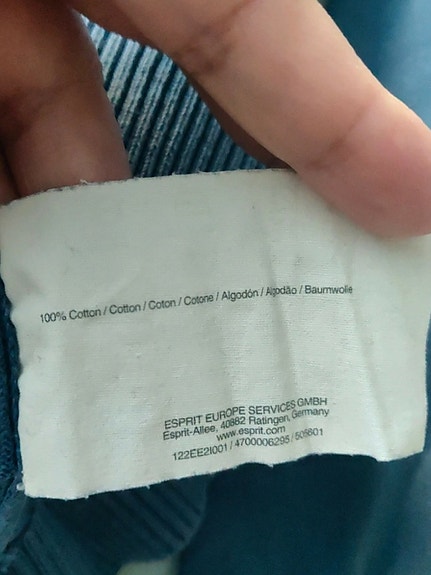 100% Cotton / Cotton / Coton / Cotone / Algodón / Algodão / Baumwolle
ESPRIT EUROPE SERVICES GMBH
Esprit-Allee, 40882 Ratingen, Germany
www.esprit.com
122EE2I001 / 4700006295 / 505601